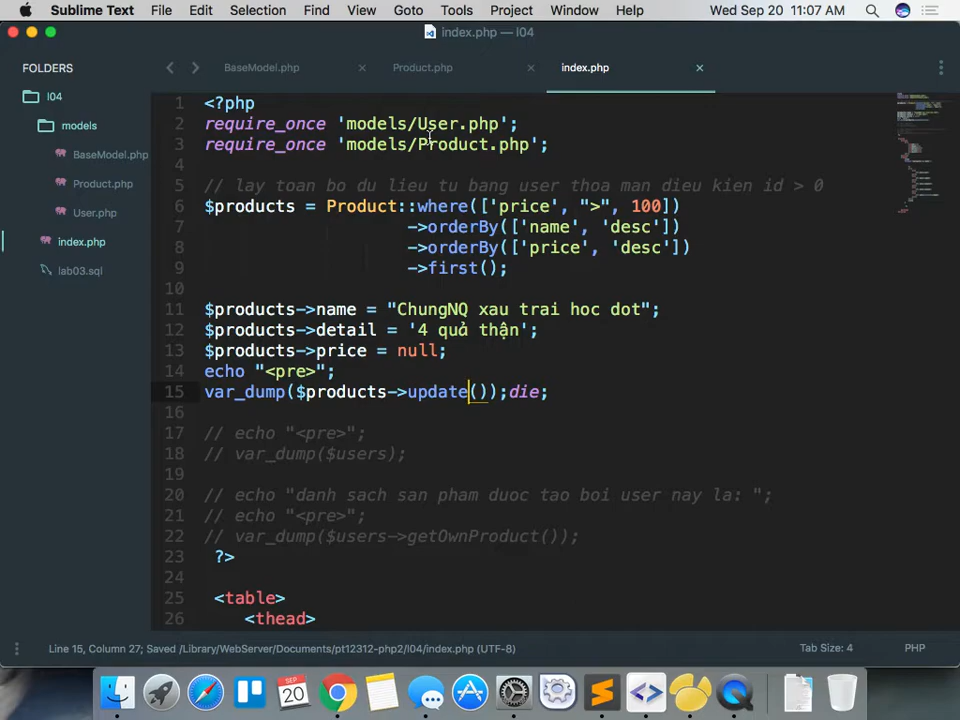 Sublime Text File Edit Selection Find View Goto Tools Project Window Help Wed Sep 20 11:07 AM
index.php — l04
FOLDERS
l04
models
BaseModel.php
Product.php
User.php
index.php
lab03.sql
BaseModel.php × Product.php × index.php ×
1 <?php
2 require_once 'models/User.php';
3 require_once 'models/Product.php';
4
5 // lay toan bo du lieu tu bang user thoa man dieu kien id > 0
6 $products = Product::where(['price', ">", 100])
7 ->orderBy(['name', 'desc'])
8 ->orderBy(['price', 'desc'])
9 ->first();
10
11 $products->name = "ChungNQ xau trai hoc dot";
12 $products->detail = '4 quả thận';
13 $products->price = null;
14 echo "<pre>";
15 var_dump($products->update());die;
16
17 // echo "<pre>";
18 // var_dump($users);
19
20 // echo "danh sach san pham duoc tao boi user nay la: ";
21 // echo "<pre>";
22 // var_dump($users->getOwnProduct());
23 ?>
24
25 <table>
26 <thead>
Line 15, Column 27; Saved /Library/WebServer/Documents/pt12312-php2/l04/index.php (UTF-8) Tab Size: 4 PHP
SEP
20